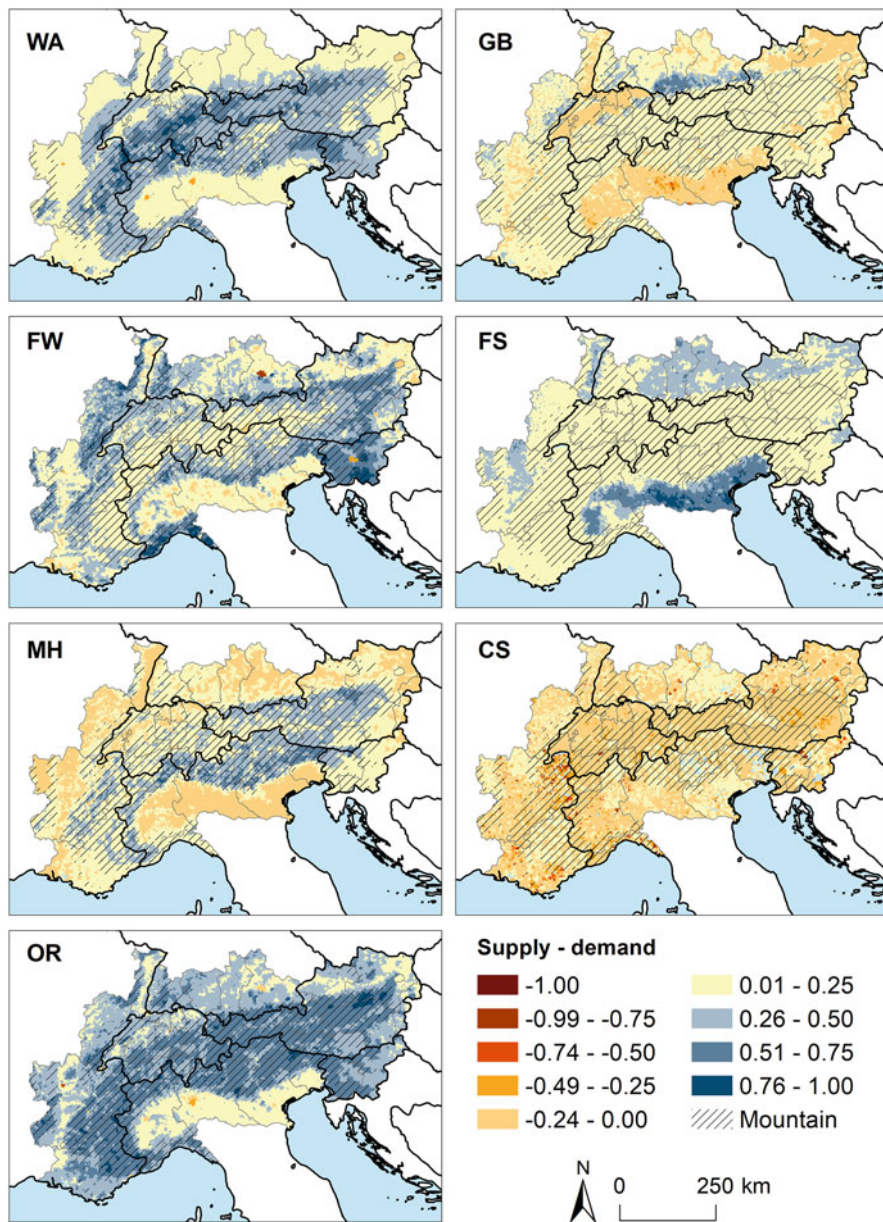 WA
GB
FW
FS
MH
CS
OR
Supply - demand
-1.00
-0.99 - -0.75
-0.74 - -0.50
-0.49 - -0.25
-0.24 - 0.00
0.01 - 0.25
0.26 - 0.50
0.51 - 0.75
0.76 - 1.00
Mountain
N
0 250 km